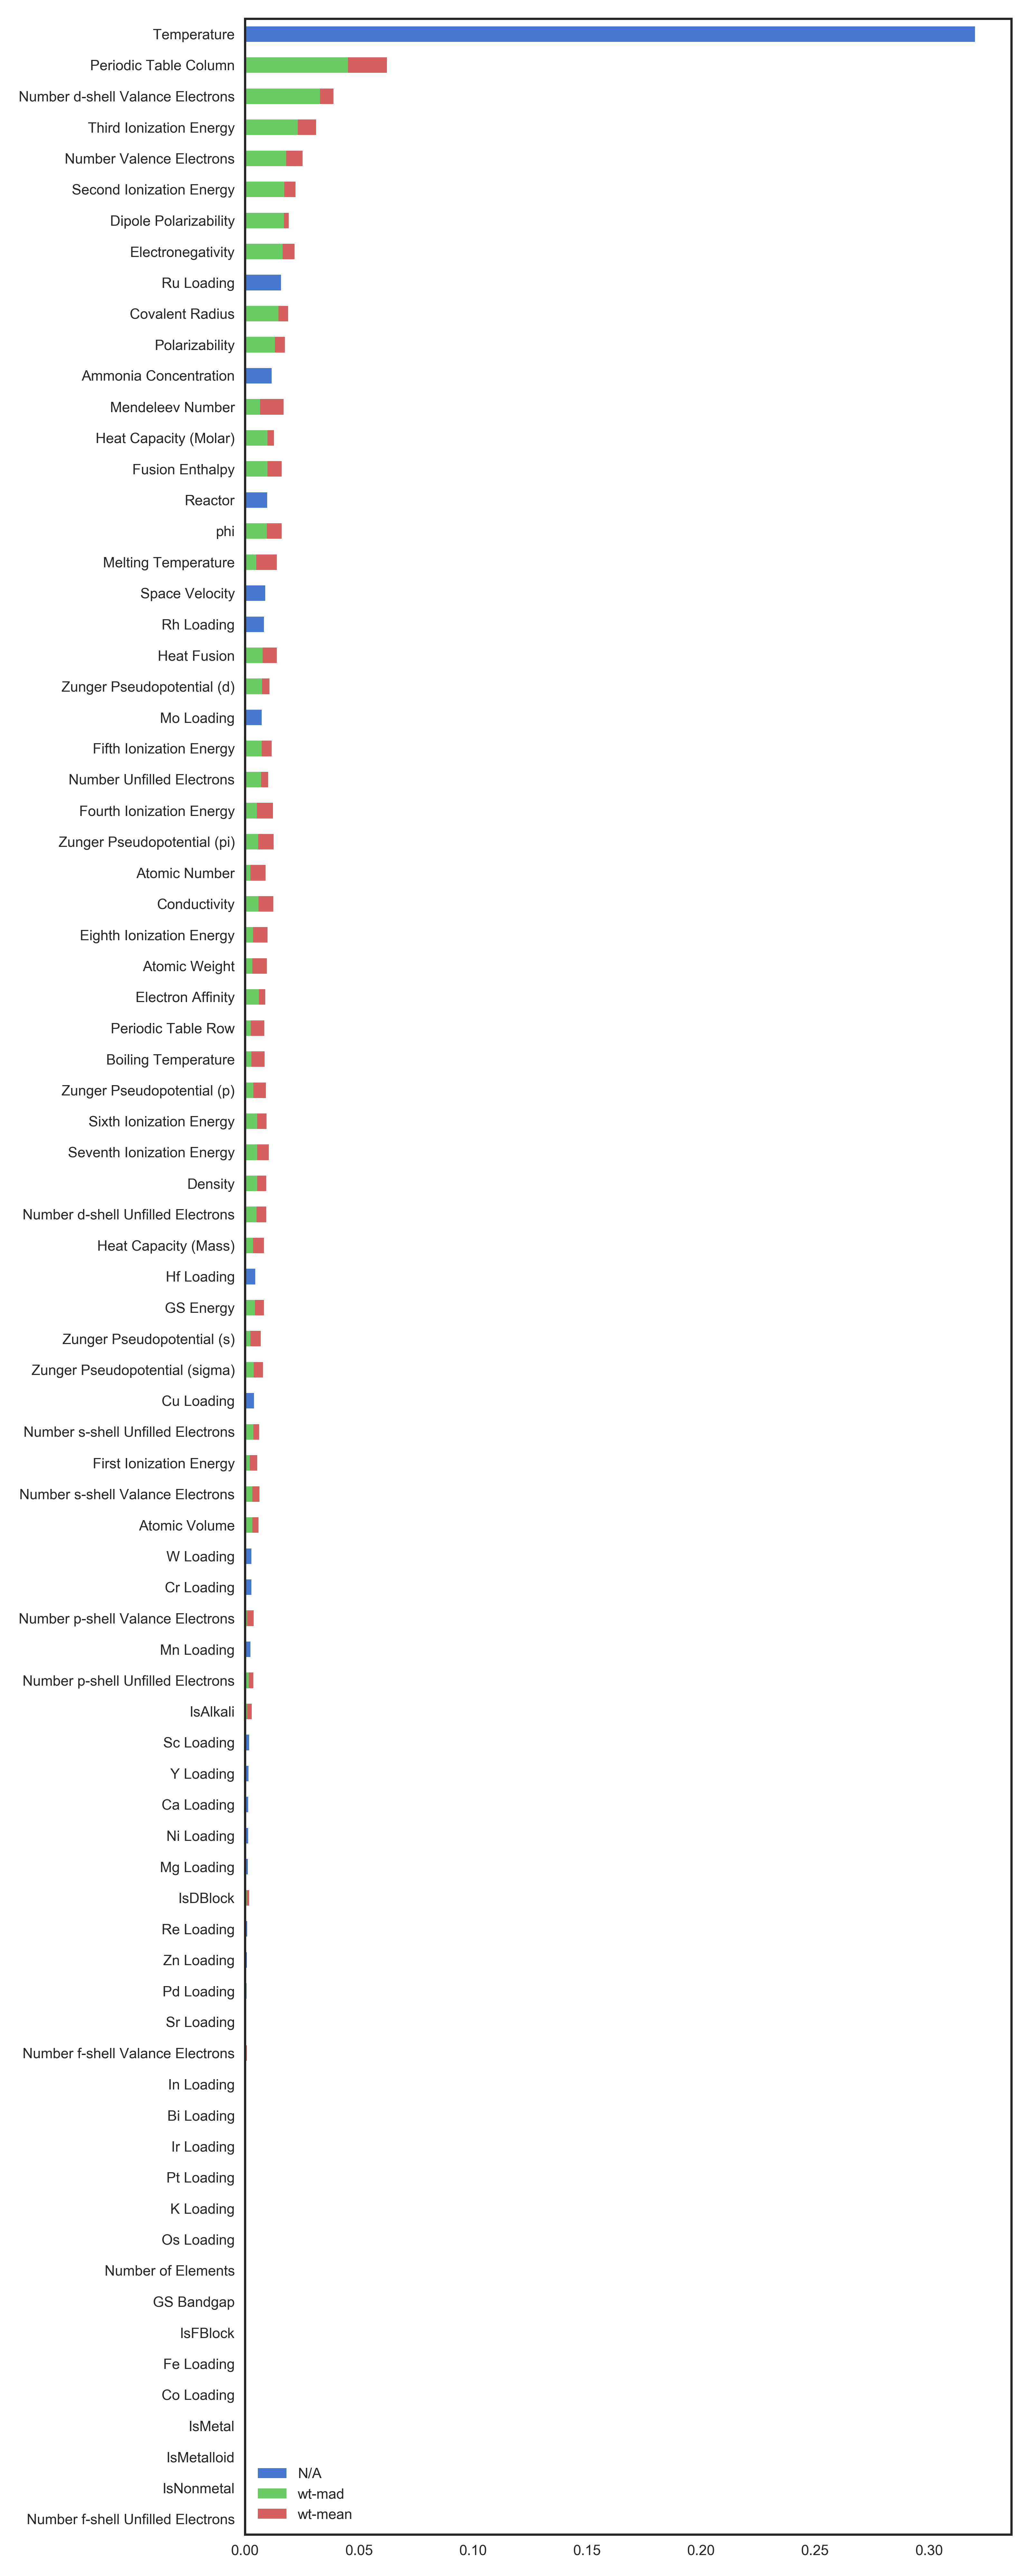 Temperature
Periodic Table Column
Number d-shell Valance Electrons
Third Ionization Energy
Number Valence Electrons
Second Ionization Energy
Dipole Polarizability
Electronegativity
Ru Loading
Covalent Radius
Polarizability
Ammonia Concentration
Mendeleev Number
Heat Capacity (Molar)
Fusion Enthalpy
Reactor
phi
Melting Temperature
Space Velocity
Rh Loading
Heat Fusion
Zunger Pseudopotential (d)
Mo Loading
Fifth Ionization Energy
Number Unfilled Electrons
Fourth Ionization Energy
Zunger Pseudopotential (pi)
Atomic Number
Conductivity
Eighth Ionization Energy
Atomic Weight
Electron Affinity
Periodic Table Row
Boiling Temperature
Zunger Pseudopotential (p)
Sixth Ionization Energy
Seventh Ionization Energy
Density
Number d-shell Unfilled Electrons
Heat Capacity (Mass)
Hf Loading
GS Energy
Zunger Pseudopotential (s)
Zunger Pseudopotential (sigma)
Cu Loading
Number s-shell Unfilled Electrons
First Ionization Energy
Number s-shell Valance Electrons
Atomic Volume
W Loading
Cr Loading
Number p-shell Valance Electrons
Mn Loading
Number p-shell Unfilled Electrons
IsAlkali
Sc Loading
Y Loading
Ca Loading
Ni Loading
Mg Loading
IsDBlock
Re Loading
Zn Loading
Pd Loading
Sr Loading
Number f-shell Valance Electrons
In Loading
Bi Loading
Ir Loading
Pt Loading
K Loading
Os Loading
Number of Elements
GS Bandgap
IsFBlock
Fe Loading
Co Loading
IsMetal
IsMetalloid
IsNonmetal
Number f-shell Unfilled Electrons
N/A
wt-mad
wt-mean
0.00 0.05 0.10 0.15 0.20 0.25 0.30